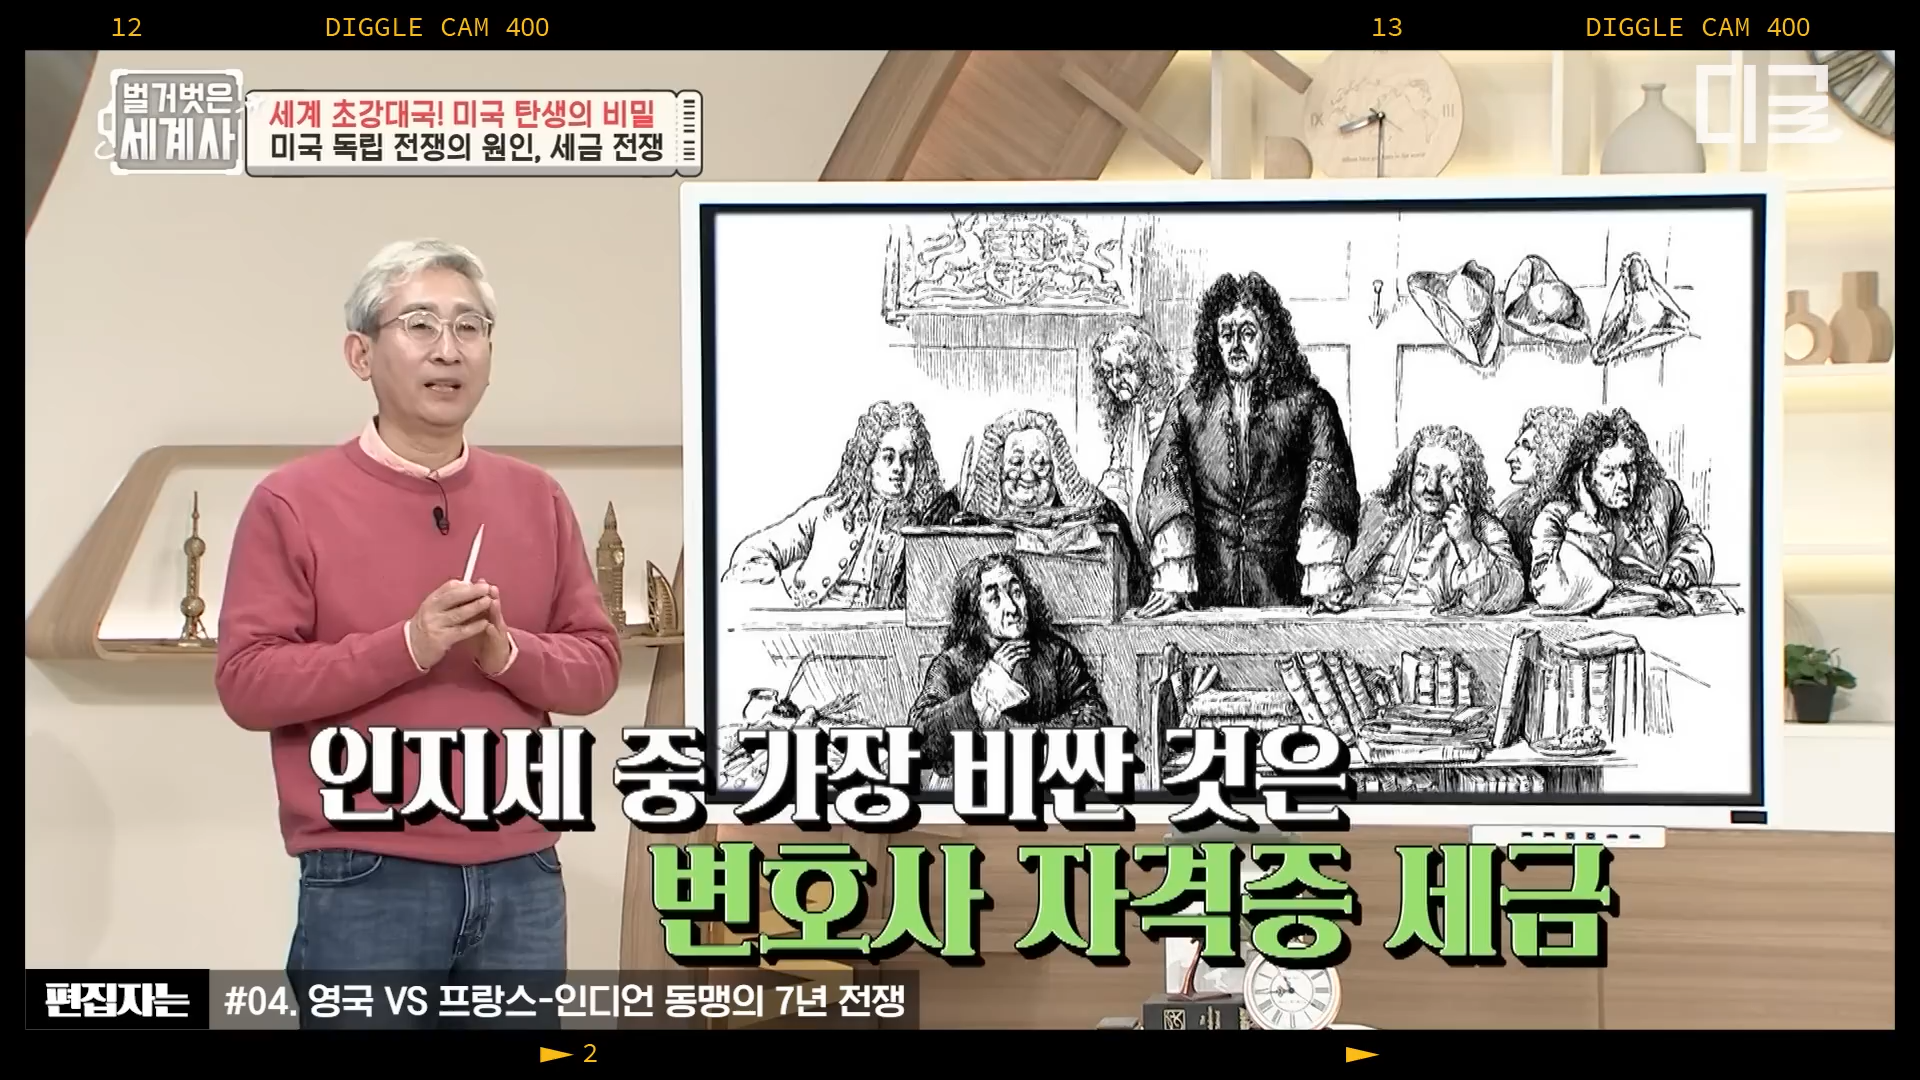 12 DIGGLE CAM 400 13 DIGGLE CAM 400
벌거벗은
세계사
세계 초강대국! 미국 탄생의 비밀
미국 독립 전쟁의 원인, 세금 전쟁
디글
인지세 중 가장 비싼 것은
변호사 자격증 세금
편집자는 #04. 영국 VS 프랑스-인디언 동맹의 7년 전쟁
2